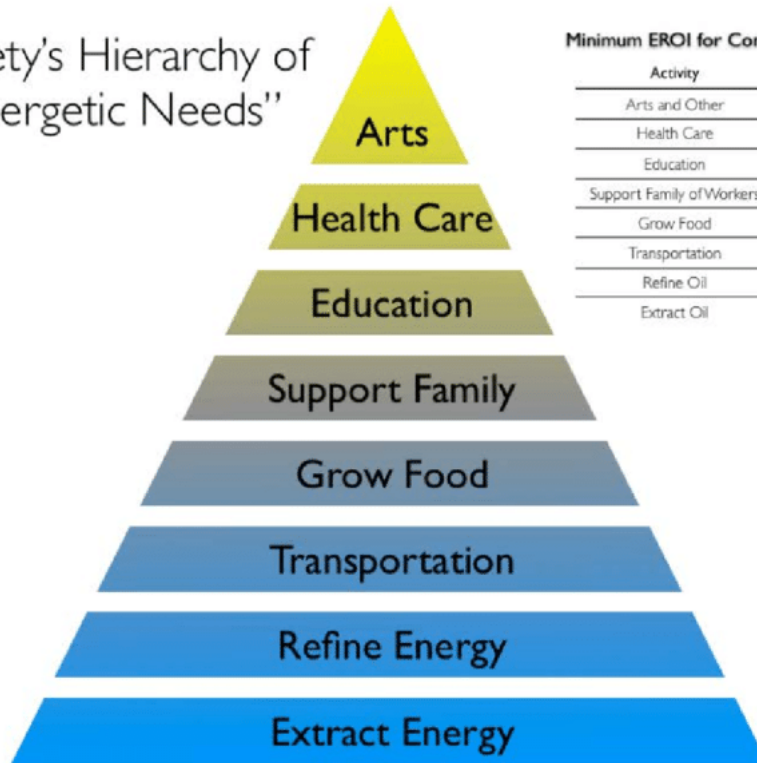 ety's Hierarchy of
ergetic Needs"
Arts
Health Care
Education
Support Family
Grow Food
Transportation
Refine Energy
Extract Energy
Minimum EROI for Con
Activity
Arts and Other
Health Care
Education
Support Family of Workers
Grow Food
Transportation
Refine Oil
Extract Oil